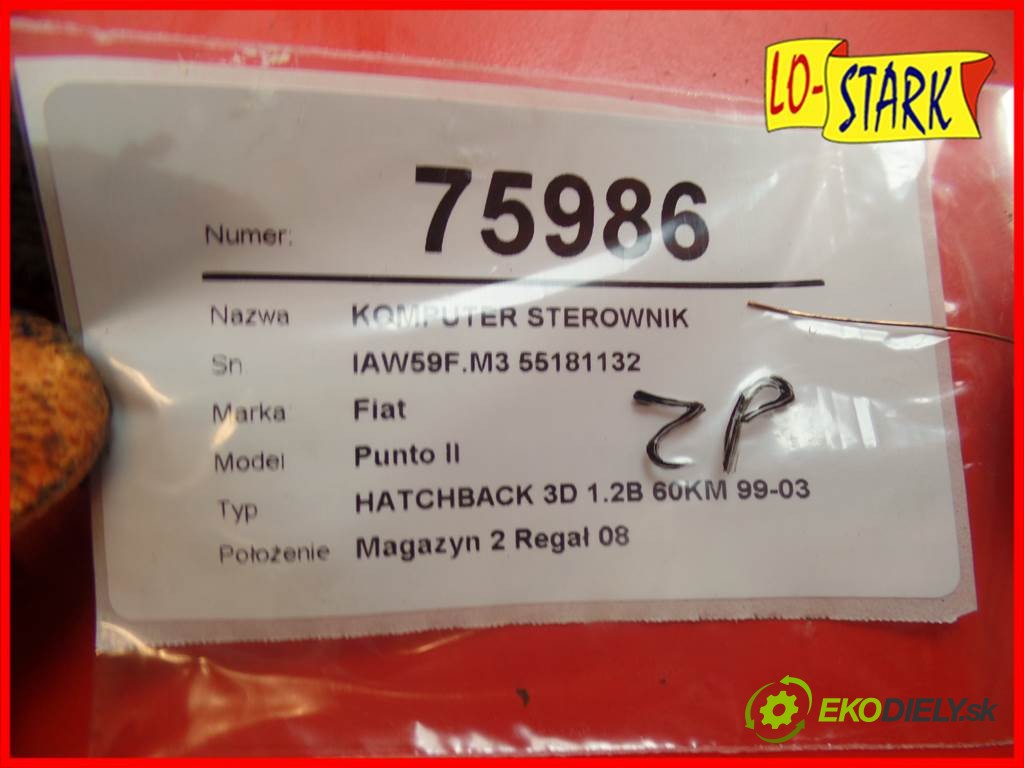 LO-STARK
Numer: 75986
Nazwa KOMPUTER STEROWNIK
Sn IAW59F.M3 55181132
Marka Fiat
Model Punto II
Typ HATCHBACK 3D 1.2B 60KM 99-03
Położenie Magazyn 2 Regał 08
ZP
EKODIELY.sk